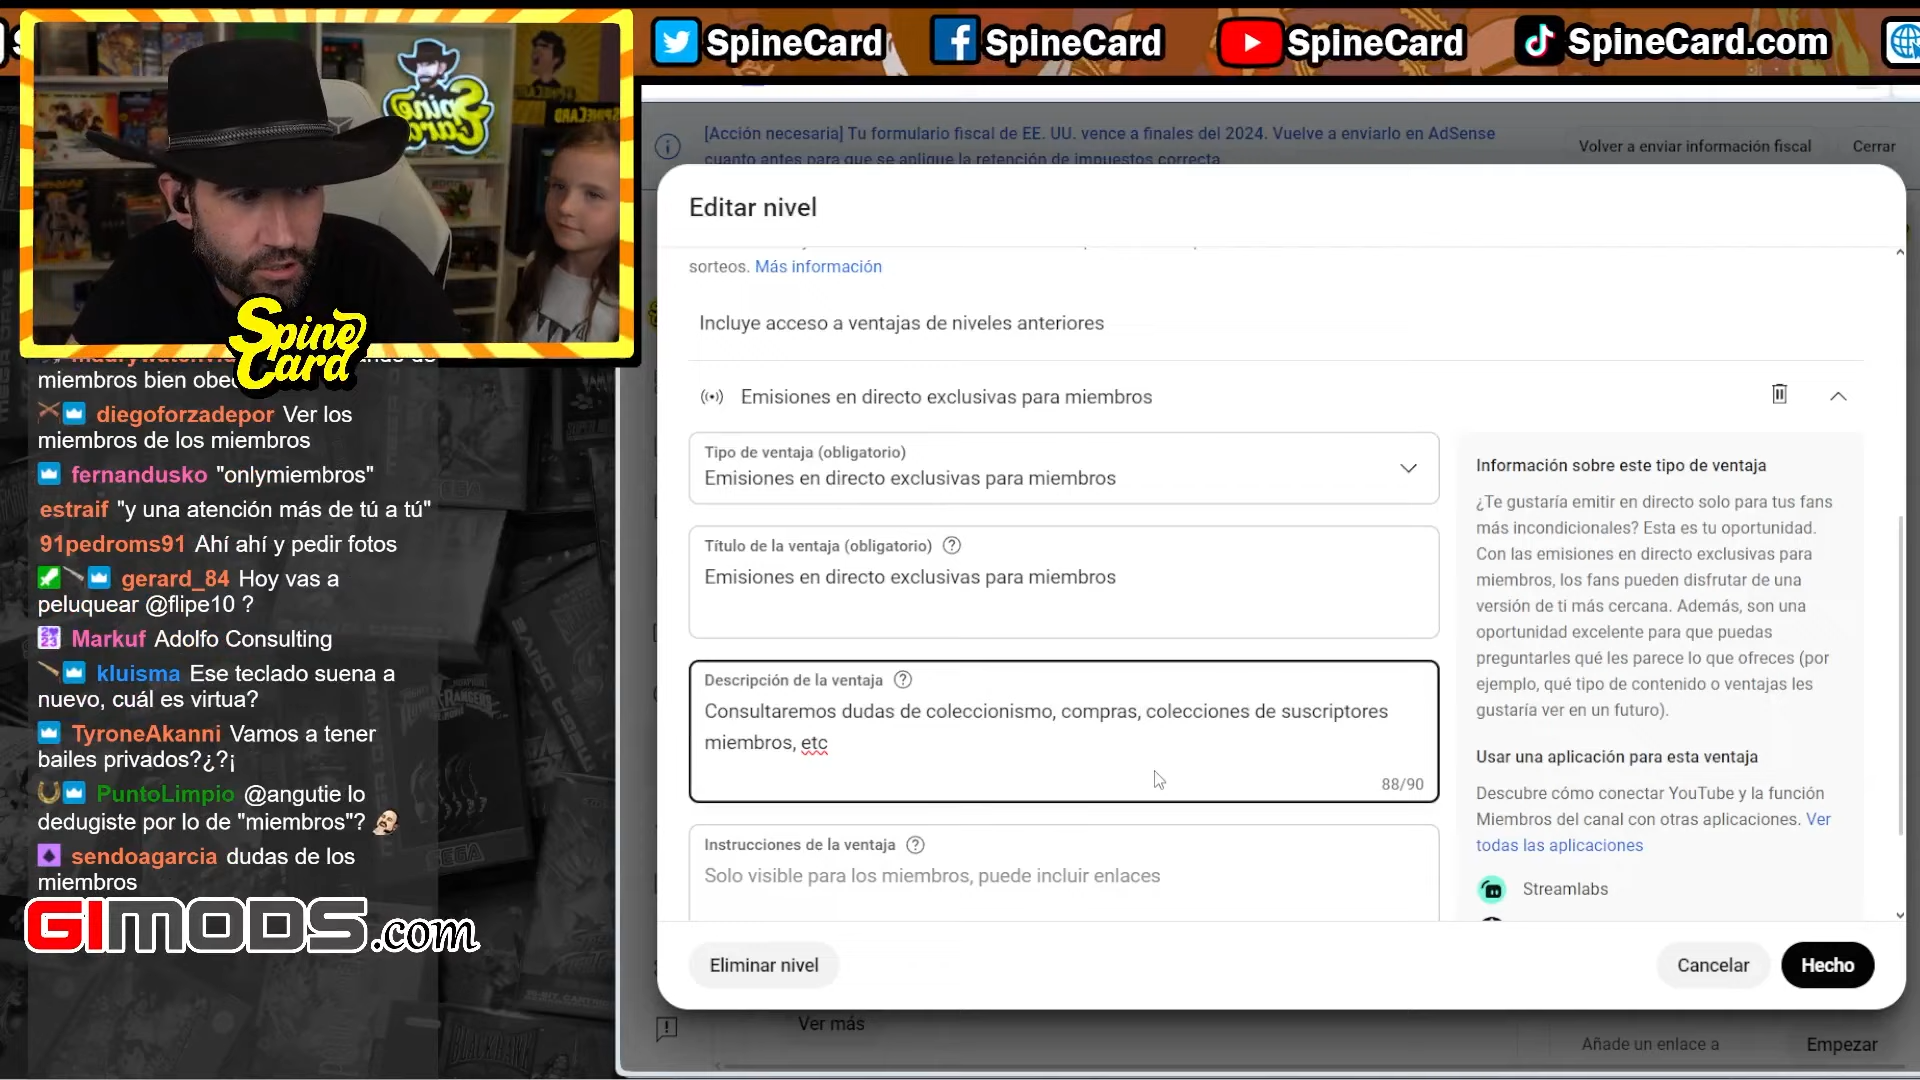 SpineCard
SpineCard
SpineCard
SpineCard.com
[Acción necesaria] Tu formulario fiscal de EE. UU. vence a finales del 2024. Vuelve a enviarlo en AdSense
cuanto antes para que se aplique la retención de impuestos correcta
Volver a enviar información fiscal
Cerrar
Spine
Card
Editar nivel
sorteos. Más información
Incluye acceso a ventajas de niveles anteriores
Emisiones en directo exclusivas para miembros
Tipo de ventaja (obligatorio)
Emisiones en directo exclusivas para miembros
Título de la ventaja (obligatorio)
Emisiones en directo exclusivas para miembros
Descripción de la ventaja
Consultaremos dudas de coleccionismo, compras, colecciones de suscriptores
miembros, etc
88/90
Instrucciones de la ventaja
Solo visible para los miembros, puede incluir enlaces
Información sobre este tipo de ventaja
¿Te gustaría emitir en directo solo para tus fans
más incondicionales? Esta es tu oportunidad.
Con las emisiones en directo exclusivas para
miembros, los fans pueden disfrutar de una
versión de ti más cercana. Además, son una
oportunidad excelente para que puedas
preguntarles qué les parece lo que ofreces (por
ejemplo, qué tipo de contenido o ventajas les
gustaría ver en un futuro).
Usar una aplicación para esta ventaja
Descubre cómo conectar YouTube y la función
Miembros del canal con otras aplicaciones. Ver
todas las aplicaciones
Streamlabs
Eliminar nivel
Cancelar
Hecho
Ver más
Añade un enlace a
Empezar
miembros bien
diegoforzadepor Ver los
miembros de los miembros
fernandusko "onlymiembros"
estraif "y una atención más de tú a tú"
91pedroms91 Ahí ahí y pedir fotos
gerard_84 Hoy vas a
peluquear @flipe10 ?
Markuf Adolfo Consulting
kluisma Ese teclado suena a
nuevo, cuál es virtua?
TyroneAkanni Vamos a tener
bailes privados?¿?¡
PuntoLimpio @angutie lo
dedugiste por lo de "miembros"?
sendoagarcia dudas de los
miembros
GIMODS.com